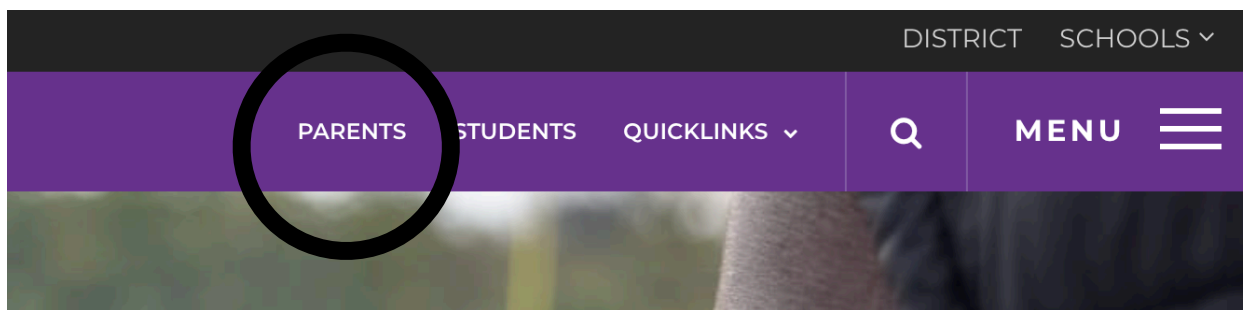 DISTRICT SCHOOLS
PARENTS STUDENTS QUICKLINKS MENU